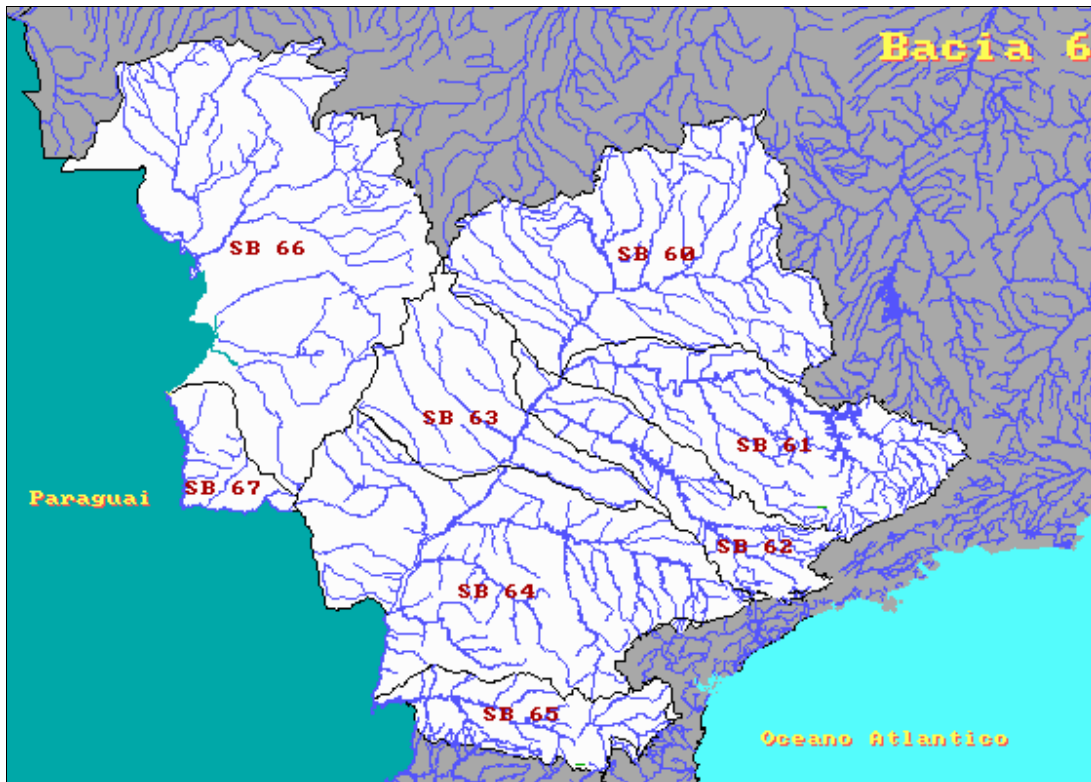 Bacia 6
SB 66
SB 60
SB 63
SB 61
SB 67
Paraguai
SB 62
SB 64
SB 65
Oceano Atlantico